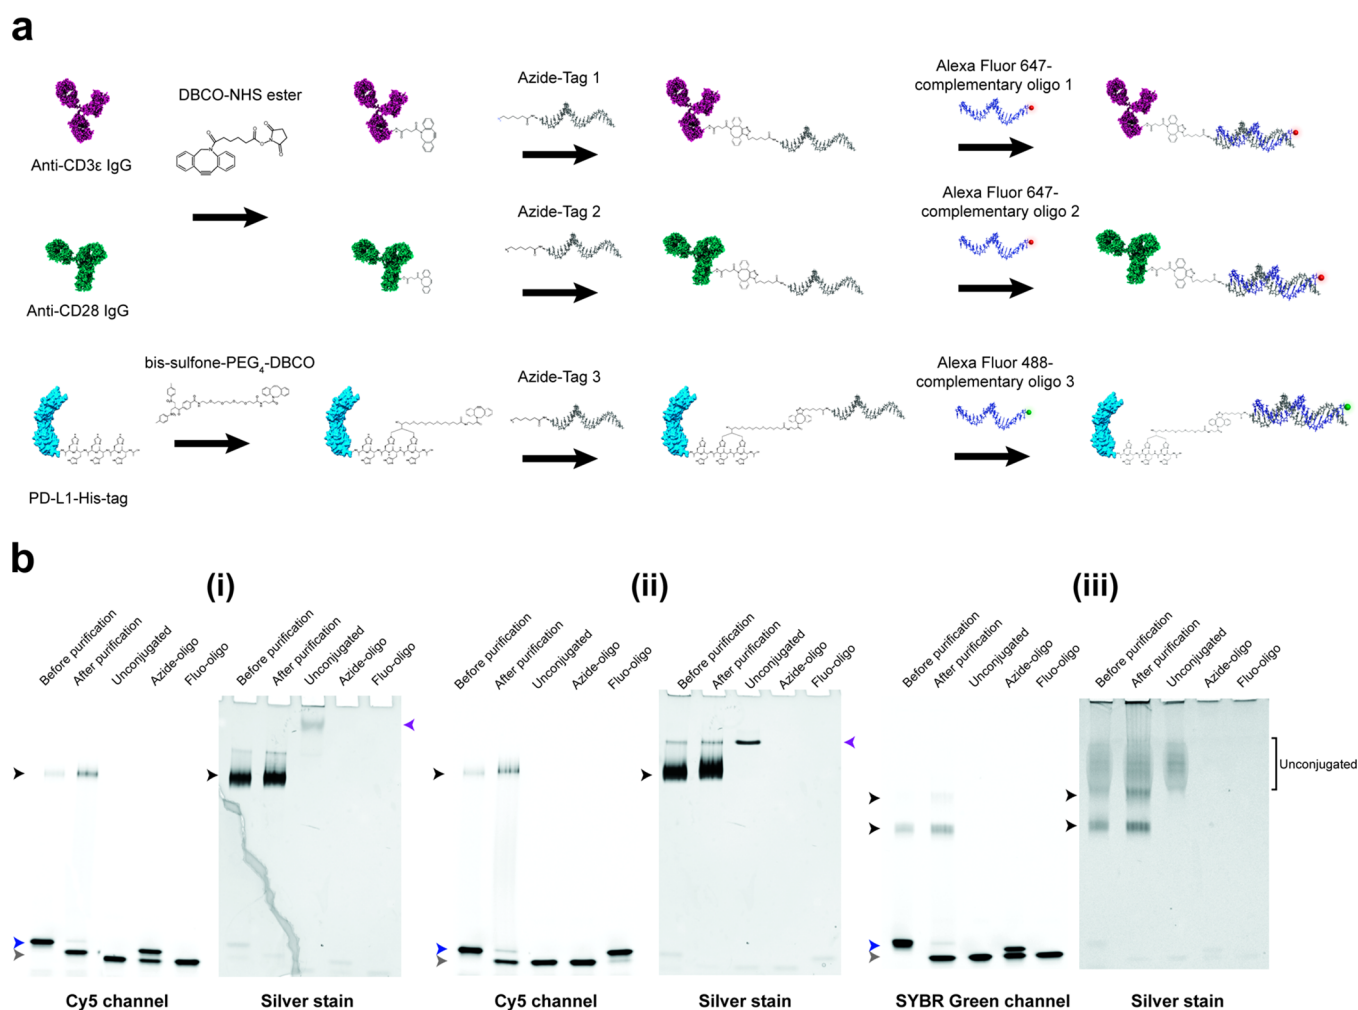 a
DBCO-NHS ester
Azide-Tag 1
Alexa Fluor 647-
complementary oligo 1
Anti-CD3ε IgG
Azide-Tag 2
Alexa Fluor 647-
complementary oligo 2
Anti-CD28 IgG
bis-sulfone-PEG4-DBCO
Azide-Tag 3
Alexa Fluor 488-
complementary oligo 3
PD-L1-His-tag
b
(i)
(ii)
(iii)
Before purification
After purification
Unconjugated
Azide-oligo
Fluo-oligo
Before purification
After purification
Unconjugated
Azide-oligo
Fluo-oligo
Before purification
After purification
Unconjugated
Azide-oligo
Fluo-oligo
Before purification
After purification
Unconjugated
Azide-oligo
Fluo-oligo
Before purification
After purification
Unconjugated
Azide-oligo
Fluo-oligo
Before purification
After purification
Unconjugated
Azide-oligo
Fluo-oligo
Unconjugated
Cy5 channel
Silver stain
Cy5 channel
Silver stain
SYBR Green channel
Silver stain